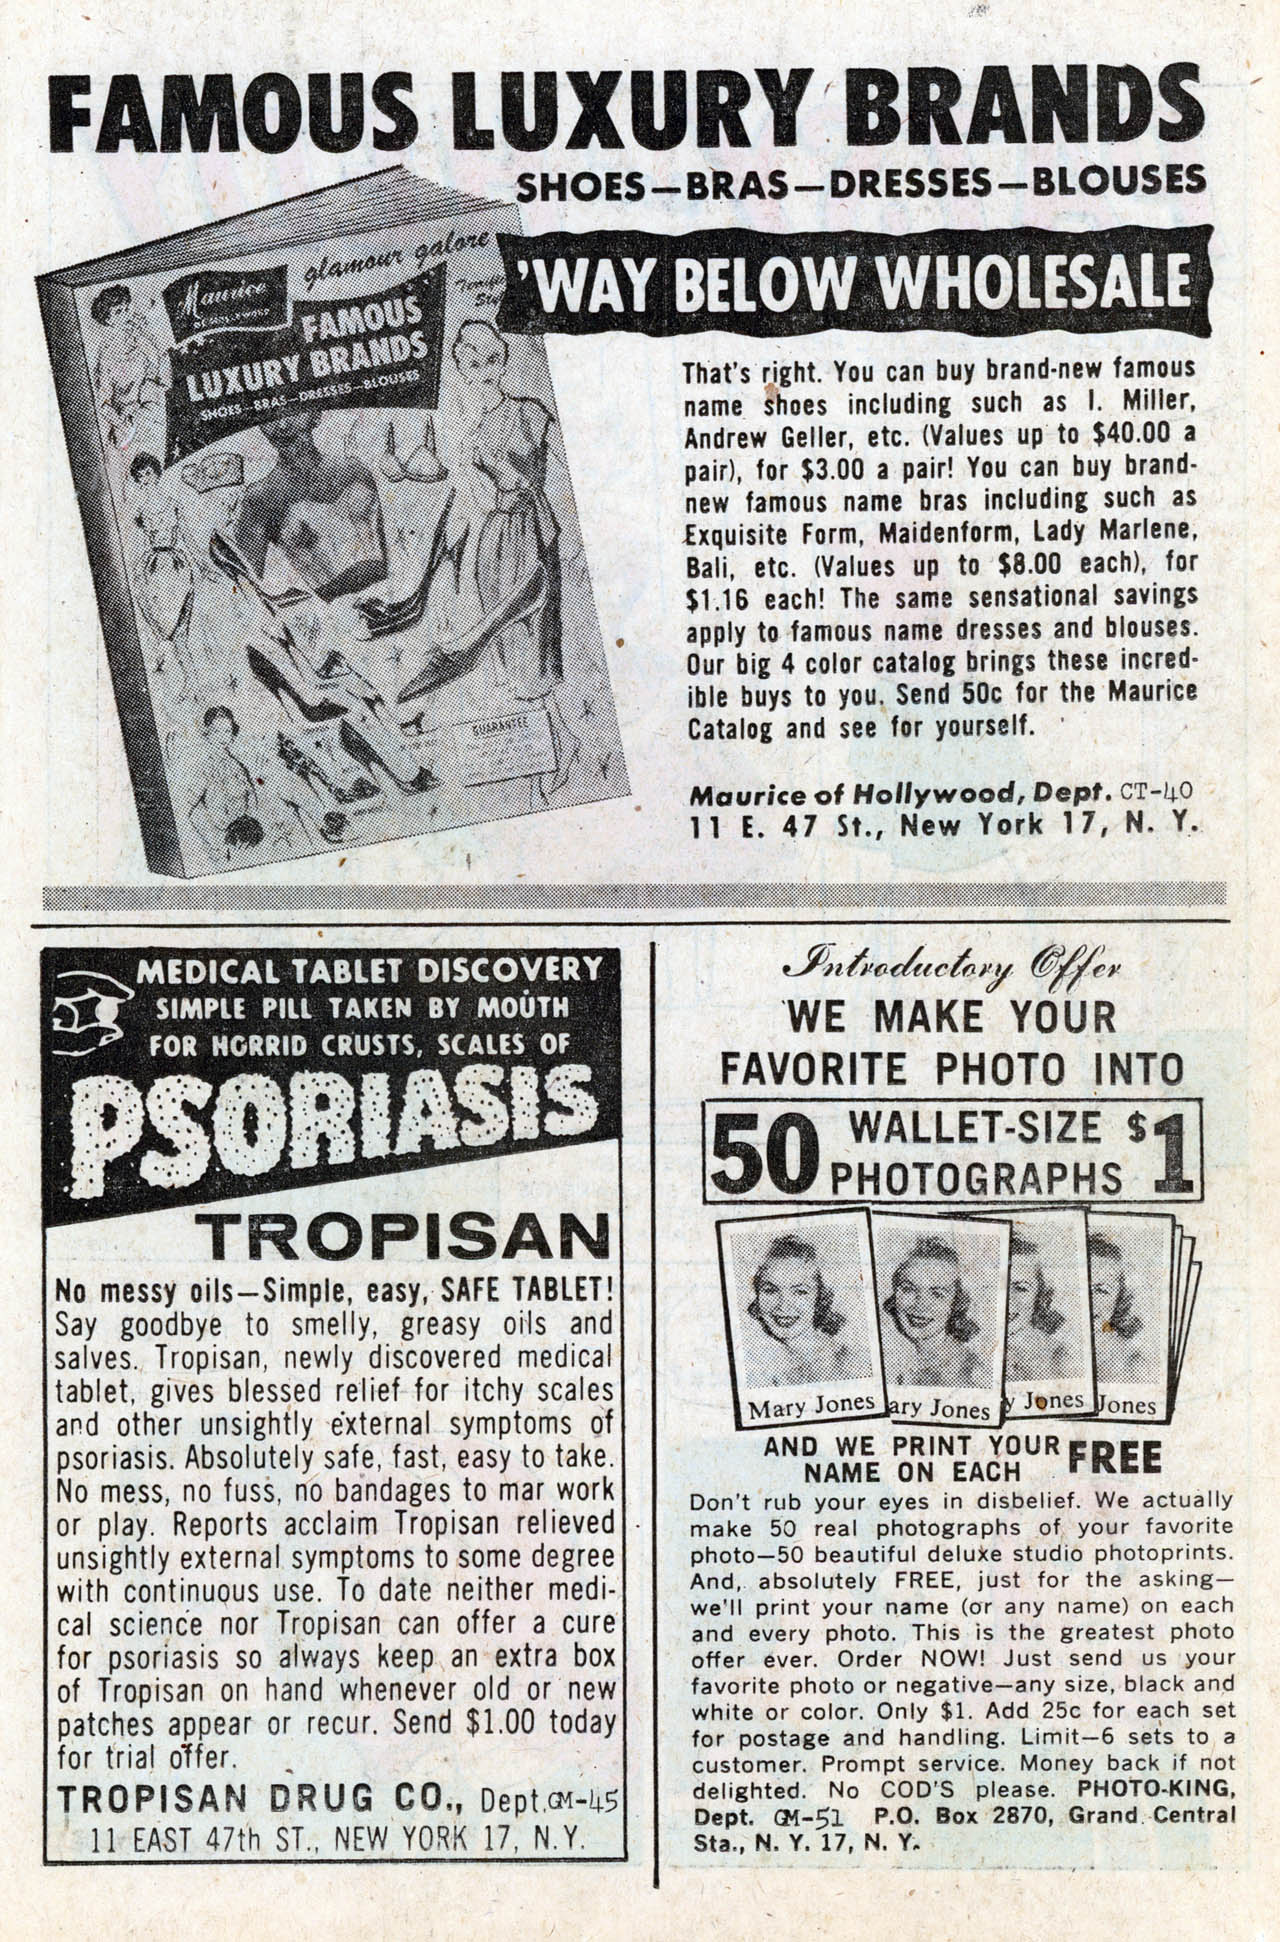 FAMOUS LUXURY BRANDS
SHOES—BRAS—DRESSES—BLOUSES
'WAY BELOW WHOLESALE
glamour galore
Maurice
OF HOLLYWOOD
FAMOUS
LUXURY BRANDS
SHOES—BRAS—DRESSES—BLOUSES
GUARANTEE
That's right. You can buy brand-new famous
name shoes including such as I. Miller,
Andrew Geller, etc. (Values up to $40.00 a
pair), for $3.00 a pair! You can buy brand-
new famous name bras including such as
Exquisite Form, Maidenform, Lady Marlene,
Bali, etc. (Values up to $8.00 each), for
$1.16 each! The same sensational savings
apply to famous name dresses and blouses.
Our big 4 color catalog brings these incred-
ible buys to you. Send 50c for the Maurice
Catalog and see for yourself.
Maurice of Hollywood, Dept. CT-40
11 E. 47 St., New York 17, N. Y.
MEDICAL TABLET DISCOVERY
SIMPLE PILL TAKEN BY MOUTH
FOR HORRID CRUSTS, SCALES OF
PSORIASIS
TROPISAN
No messy oils—Simple, easy, SAFE TABLET!
Say goodbye to smelly, greasy oils and
salves. Tropisan, newly discovered medical
tablet, gives blessed relief for itchy scales
and other unsightly external symptoms of
psoriasis. Absolutely safe, fast, easy to take.
No mess, no fuss, no bandages to mar work
or play. Reports acclaim Tropisan relieved
unsightly external symptoms to some degree
with continuous use. To date neither medi-
cal science nor Tropisan can offer a cure
for psoriasis so always keep an extra box
of Tropisan on hand whenever old or new
patches appear or recur. Send $1.00 today
for trial offer.
TROPISAN DRUG CO., Dept. GM-45
11 EAST 47th ST., NEW YORK 17, N.Y.
Introductory Offer
WE MAKE YOUR
FAVORITE PHOTO INTO
50 WALLET-SIZE PHOTOGRAPHS $1
Mary Jones ary Jones y Jones Jones
AND WE PRINT YOUR
NAME ON EACH FREE
Don't rub your eyes in disbelief. We actually
make 50 real photographs of your favorite
photo—50 beautiful deluxe studio photoprints.
And, absolutely FREE, just for the asking—
we'll print your name (or any name) on each
and every photo. This is the greatest photo
offer ever. Order NOW! Just send us your
favorite photo or negative—any size, black and
white or color. Only $1. Add 25c for each set
for postage and handling. Limit—6 sets to a
customer. Prompt service. Money back if not
delighted. No COD'S please. PHOTO-KING,
Dept. GM-51 P.O. Box 2870, Grand Central
Sta., N. Y. 17, N. Y.